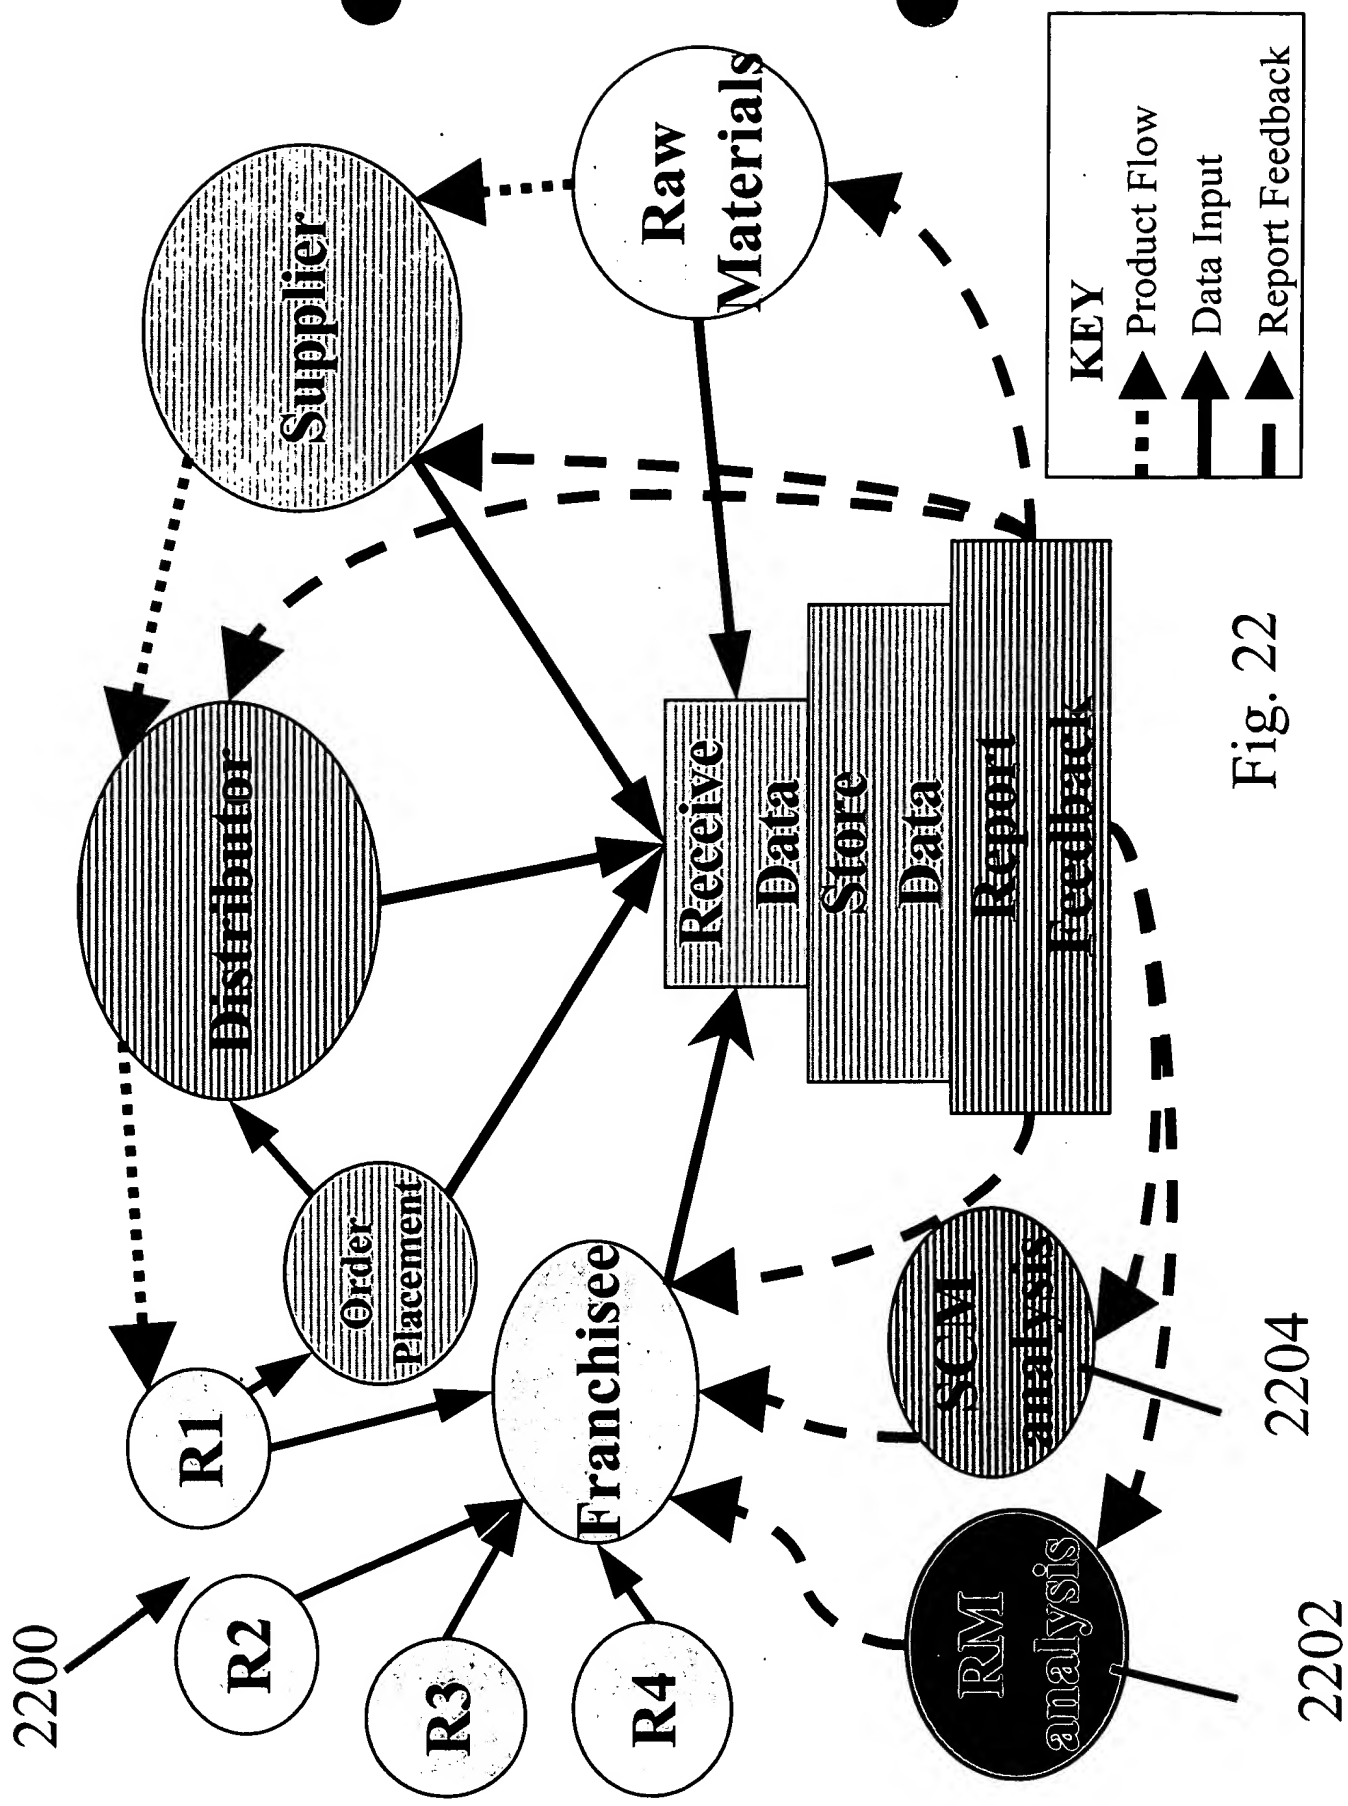 2200
R1
R2
R3
R4
Order
Placement
Distributor
Supplier
Franchisee
Raw
Materials
Receive
Data
Store
Data
Report
Feedback
RM
analysis
SCM
analysis
2202
2204
KEY
Product Flow
Data Input
Report Feedback
Fig. 22